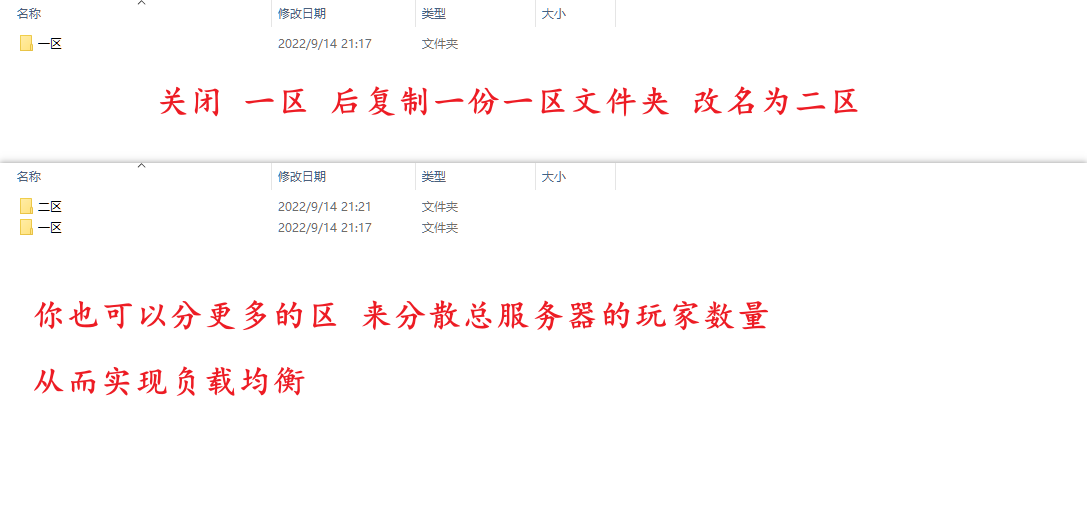 名称 修改日期 类型 大小
一区 2022/9/14 21:17 文件夹
关闭 一区 后复制一份一区文件夹 改名为二区
名称 修改日期 类型 大小
二区 2022/9/14 21:21 文件夹
一区 2022/9/14 21:17 文件夹
你也可以分更多的区 来分散总服务器的玩家数量
从而实现负载均衡